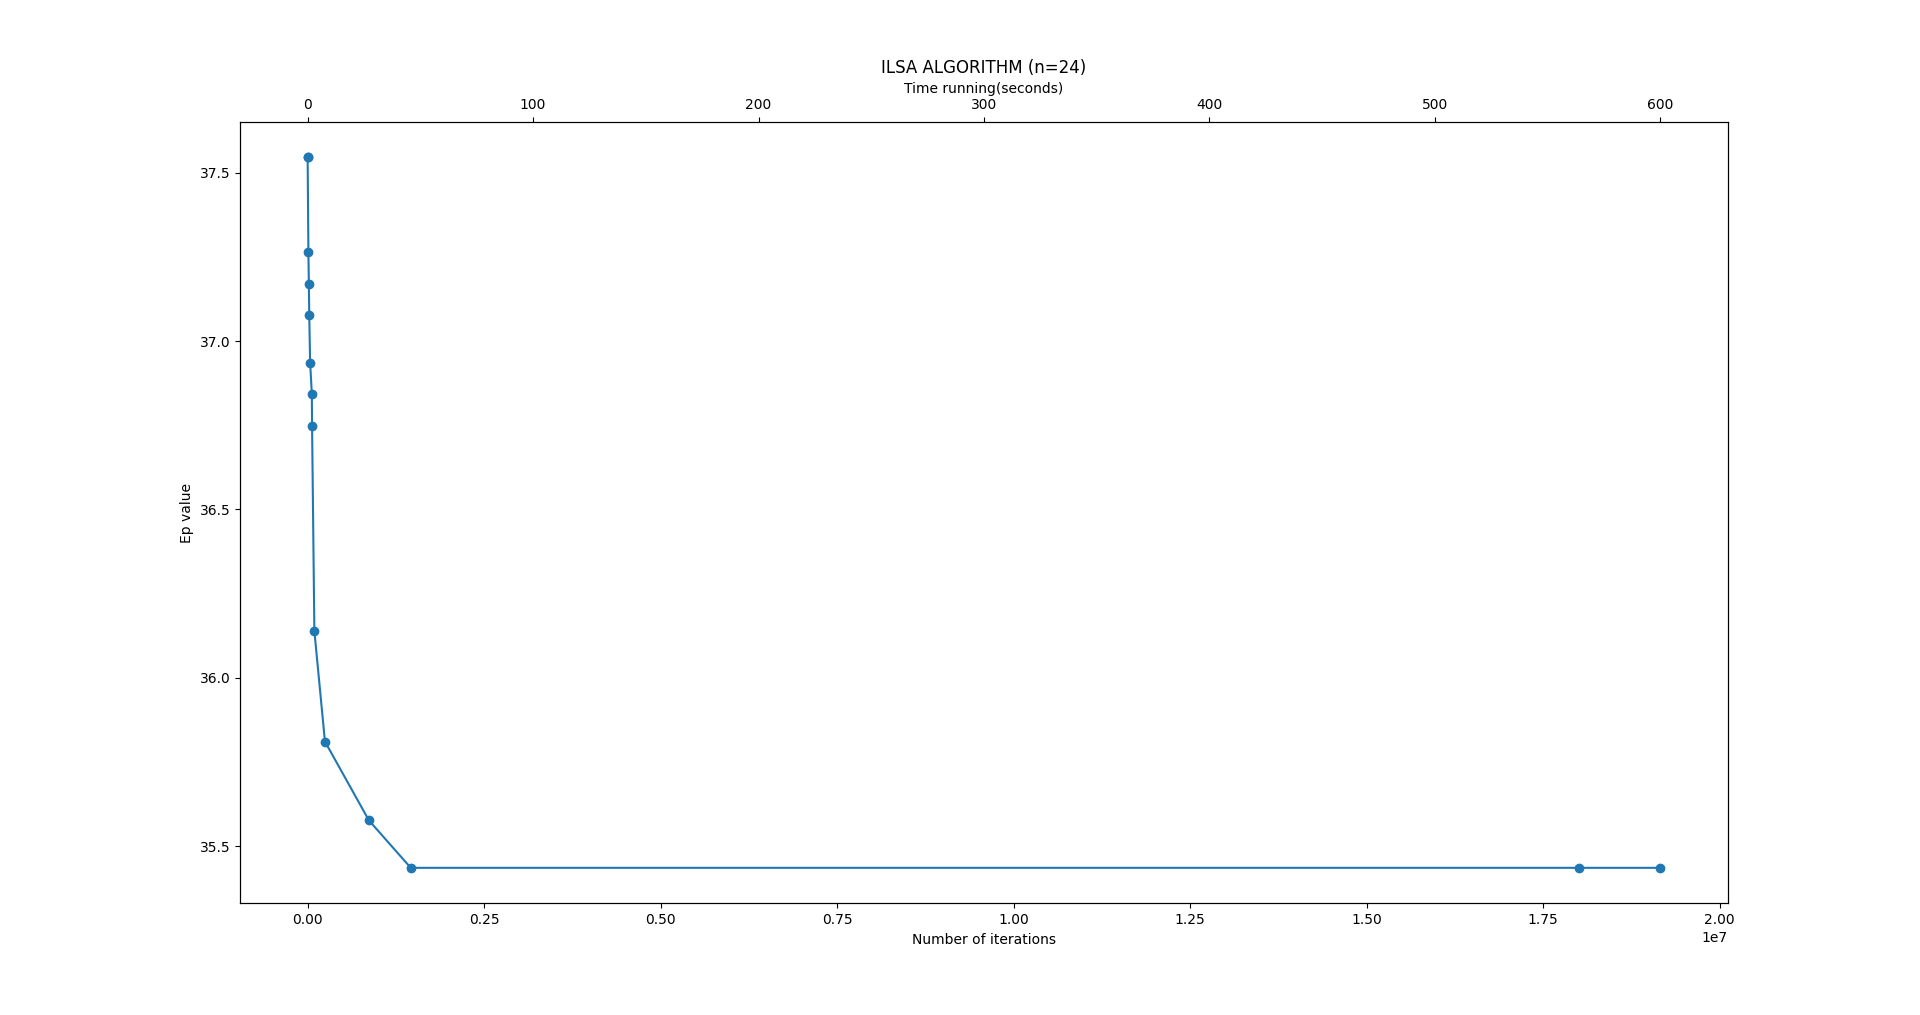 ILSA ALGORITHM (n=24)
Time running(seconds)
0 100 200 300 400 500 600
37.5
37.0
36.5
36.0
35.5
Ep value
0.00 0.25 0.50 0.75 1.00 1.25 1.50 1.75 2.00
1e7
Number of iterations